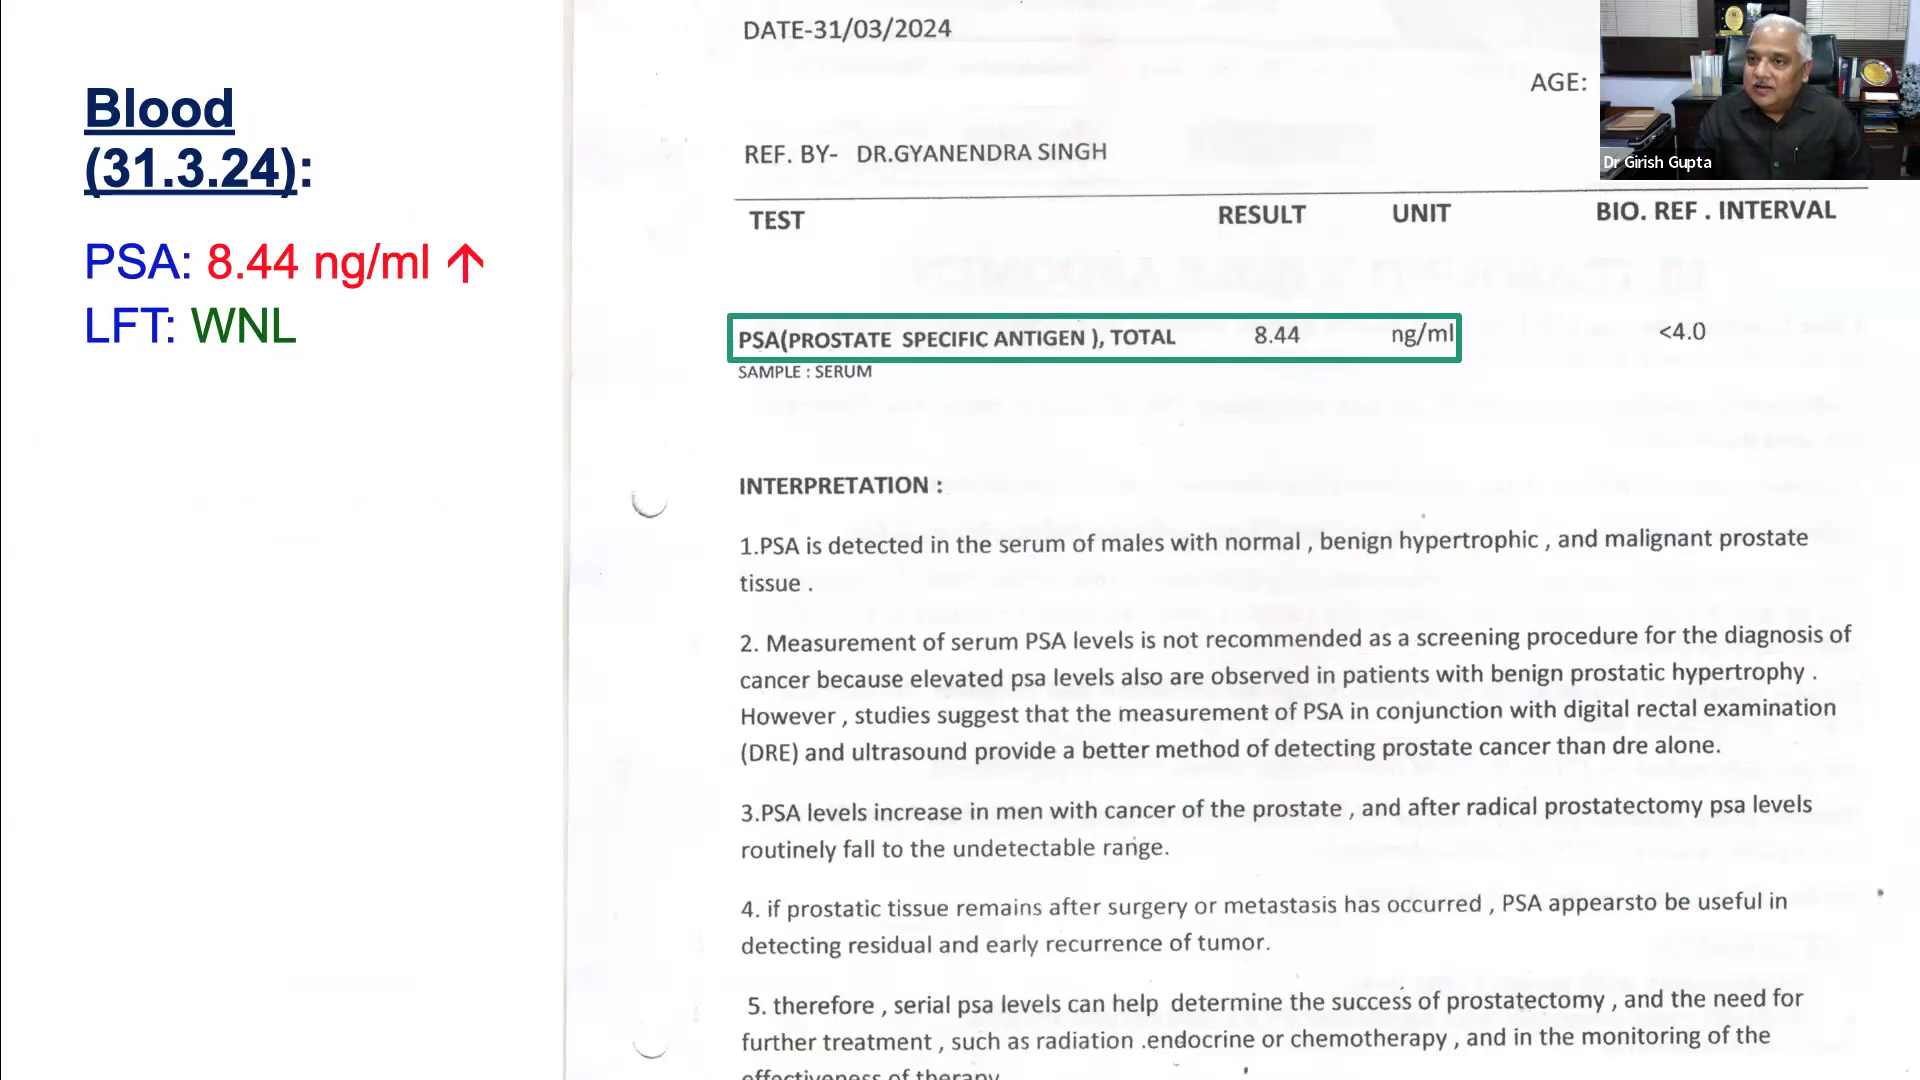 Blood
(31.3.24):
PSA: 8.44 ng/ml ↑
LFT: WNL
DATE-31/03/2024
AGE:
REF. BY- DR.GYANENDRA SINGH
TEST RESULT UNIT BIO. REF . INTERVAL
PSA(PROSTATE SPECIFIC ANTIGEN ), TOTAL 8.44 ng/ml <4.0
SAMPLE : SERUM
INTERPRETATION :
1.PSA is detected in the serum of males with normal , benign hypertrophic , and malignant prostate
tissue .
2. Measurement of serum PSA levels is not recommended as a screening procedure for the diagnosis of
cancer because elevated psa levels also are observed in patients with benign prostatic hypertrophy .
However , studies suggest that the measurement of PSA in conjunction with digital rectal examination
(DRE) and ultrasound provide a better method of detecting prostate cancer than dre alone.
3.PSA levels increase in men with cancer of the prostate , and after radical prostatectomy psa levels
routinely fall to the undetectable range.
4. if prostatic tissue remains after surgery or metastasis has occurred , PSA appearsto be useful in
detecting residual and early recurrence of tumor.
5. therefore , serial psa levels can help determine the success of prostatectomy , and the need for
further treatment , such as radiation .endocrine or chemotherapy , and in the monitoring of the
effectiveness of therapy
Dr Girish Gupta